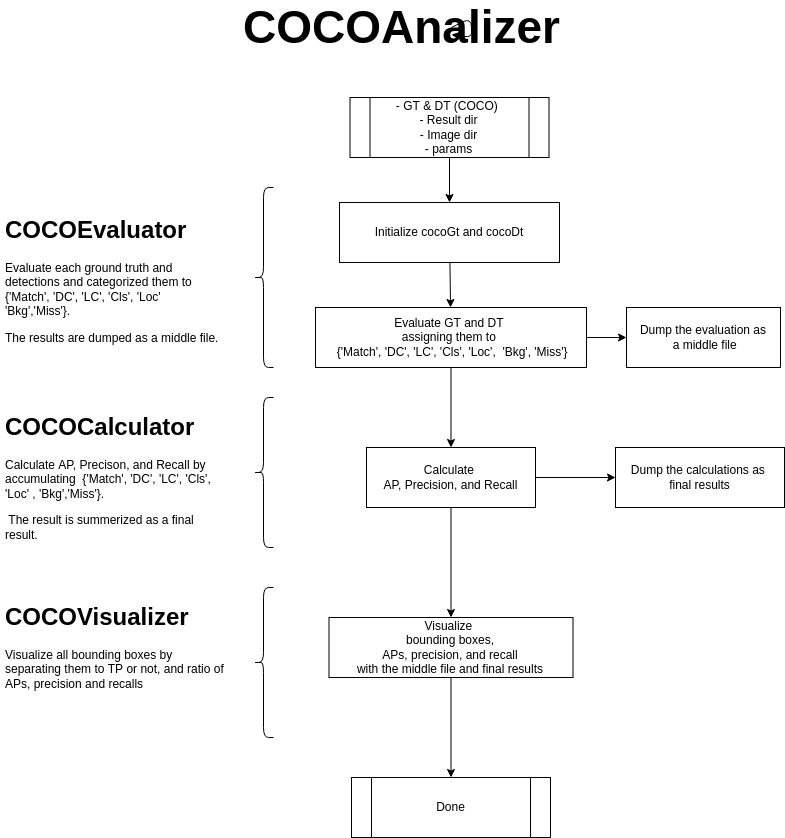 COCOAnalizer
- GT & DT (COCO)
- Result dir
- Image dir
- params
COCOEvaluator
Evaluate each ground truth and
detections and categorized them to
{'Match', 'DC', 'LC', 'Cls', 'Loc'
'Bkg','Miss'}.
The results are dumped as a middle file.
Initialize cocoGt and cocoDt
Evaluate GT and DT
assigning them to
{'Match', 'DC', 'LC', 'Cls', 'Loc',  'Bkg', 'Miss'}
Dump the evaluation as
a middle file
COCOCalculator
Calculate AP, Precison, and Recall by
accumulating  {'Match', 'DC', 'LC', 'Cls',
'Loc' , 'Bkg','Miss'}.
The result is summerized as a final
result.
Calculate
AP, Precision, and Recall
Dump the calculations as
final results
COCOVisualizer
Visualize all bounding boxes by
separating them to TP or not, and ratio of
APs, precision and recalls
Visualize
bounding boxes,
APs, precision, and recall
with the middle file and final results
Done